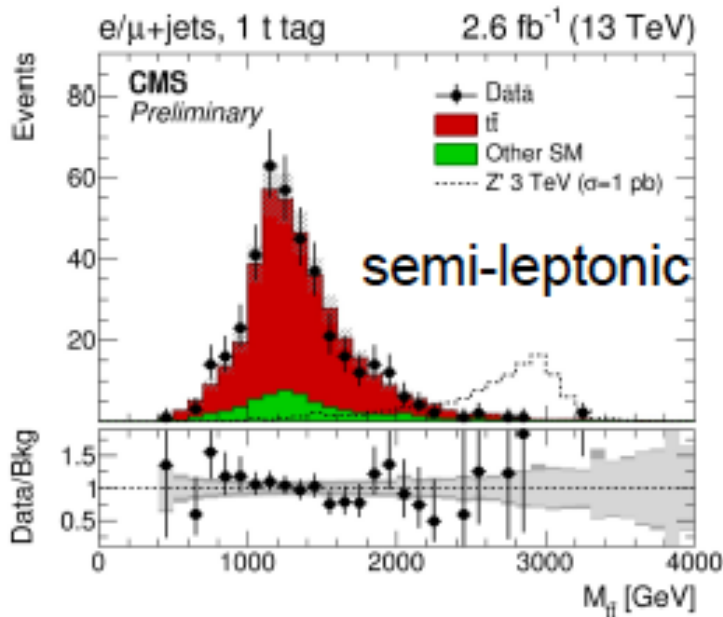 e/μ+jets, 1 t tag 2.6 fb⁻¹ (13 TeV)
CMS
Preliminary
Data
tt̄
Other SM
Z' 3 TeV (σ=1 pb)
semi-leptonic
Events
80
60
40
20
Data/Bkg
1.5
1
0.5
0 1000 2000 3000 4000
M_tt̄ [GeV]